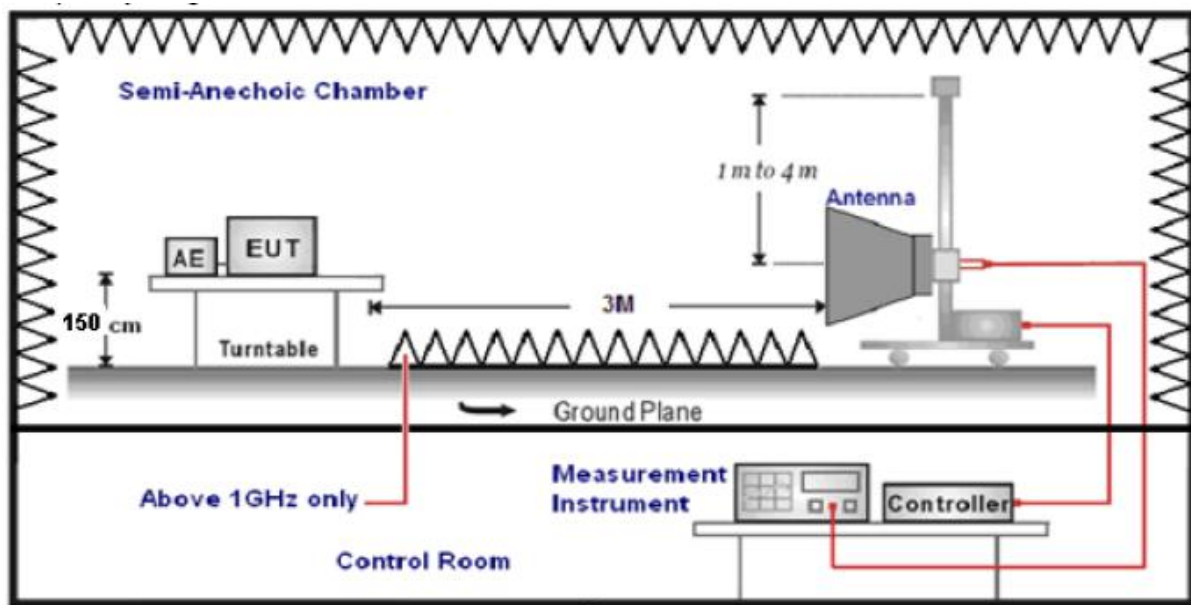 Semi-Anechoic Chamber
1 m to 4 m
Antenna
AE
EUT
150 cm
3M
Turntable
Ground Plane
Above 1GHz only
Measurement
Instrument
Controller
Control Room